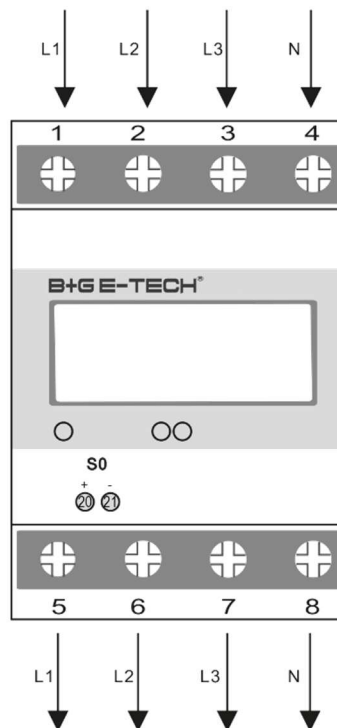 L1 L2 L3 N
1 2 3 4
B+G E-TECH®
S0
+ -
20 21
5 6 7 8
L1 L2 L3 N